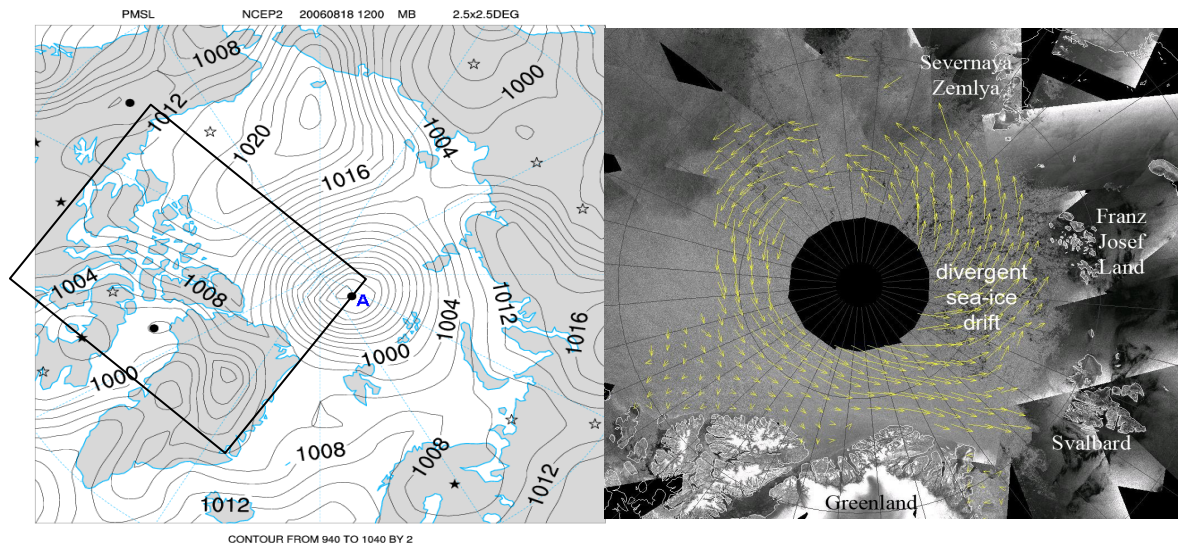 PMSL NCEP2 20060818 1200 MB 2.5x2.5DEG
1008
1000
1012
1020
1004
1016
1004
1008
A
1004
1012
1016
1000
1000
1008
1008
1012
1012
CONTOUR FROM 940 TO 1040 BY 2
Severnaya
Zemlya
Franz
Josef
Land
divergent
sea-ice
drift
Svalbard
Greenland